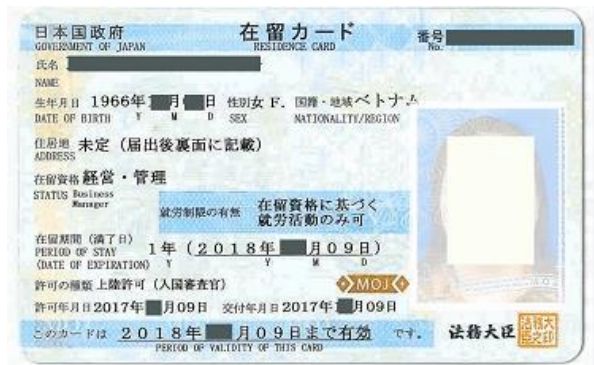 日本国政府 在留カード 番号
GOVERNMENT OF JAPAN RESIDENCE CARD No.
氏名
NAME
生年月日 1966年1 月 日 性別 女 F. 国籍・地域 ベトナム
DATE OF BIRTH Y M D SEX NATIONALITY/REGION
住居地 未定(届出後裏面に記載)
ADDRESS
在留資格 経営・管理
STATUS Business
Manager
就労制限の有無 在留資格に基づく
就労活動のみ可
在留期間(満了日) 1年(2018年 月09日)
PERIOD OF STAY
(DATE OF EXPIRATION) Y Y M D
許可の種類 上陸許可(入国審査官) MOJ
許可年月日 2017年 月09日 交付年月日 2017年1 月09日
このカードは 2018年 月09日まで有効 です。 法務大臣
PERIOD OF VALIDITY OF THIS CARD